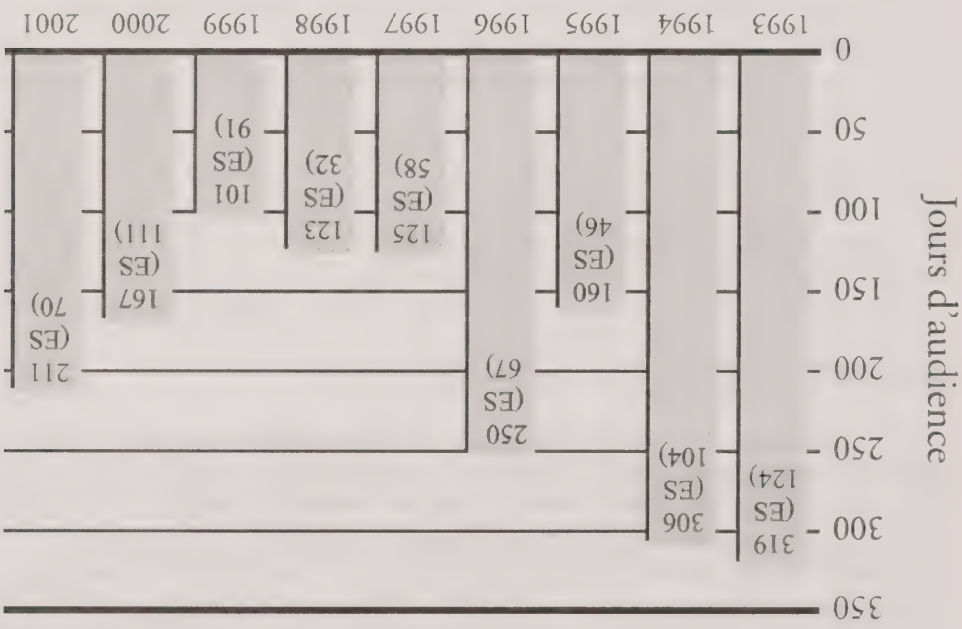 Jours d'audience
350
300
250
200
150
100
50
0
319
(ES
124)
306
(ES
104)
160
(ES
46)
250
(ES
67)
125
(ES
58)
123
(ES
32)
101
(ES
91)
167
(ES
111)
211
(ES
70)
1993 1994 1995 1996 1997 1998 1999 2000 2001